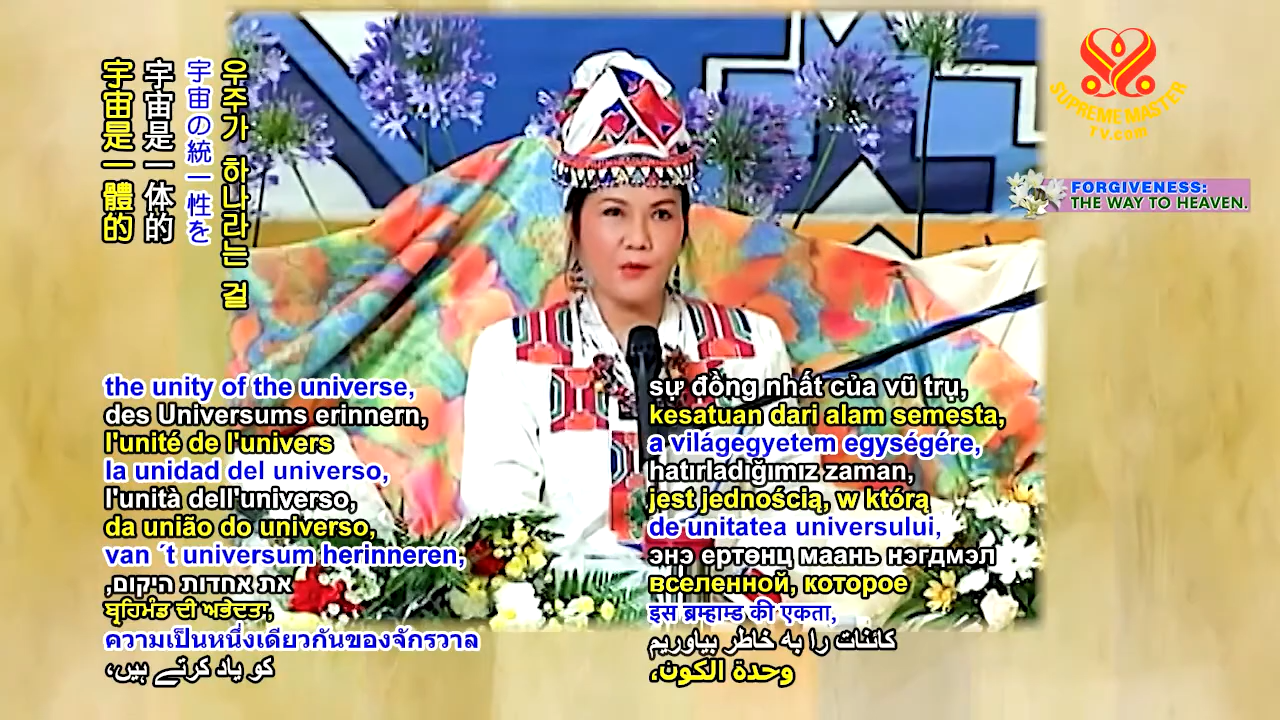 宇宙是一體的
宇宙是一体的
宇宙の統一性を
우주가 하나라는 걸
SUPREME MASTER
TV.com
FORGIVENESS:
THE WAY TO HEAVEN.
the unity of the universe,
des Universums erinnern,
l'unité de l'univers
la unidad del universo,
l'unità dell'universo,
da união do universo,
van ´t universum herinneren,
את אחדות היקום,
ਬ੍ਰਹਿਮੰਡ ਦੀ ਅਭੇਦਤਾ,
ความเป็นหนึ่งเดียวกันของจักรวาล
کو یاد کرتے ہیں،
sự đồng nhất của vũ trụ,
kesatuan dari alam semesta,
a világegyetem egységére,
hatırladığımız zaman,
jest jednością, w którą
de unitatea universului,
энэ ертөнц маань нэгдмэл
вселенной, которое
इस ब्रम्हाम्ड की एकता,
کائنات را به خاطر بیاوریم
وحدة الكون،